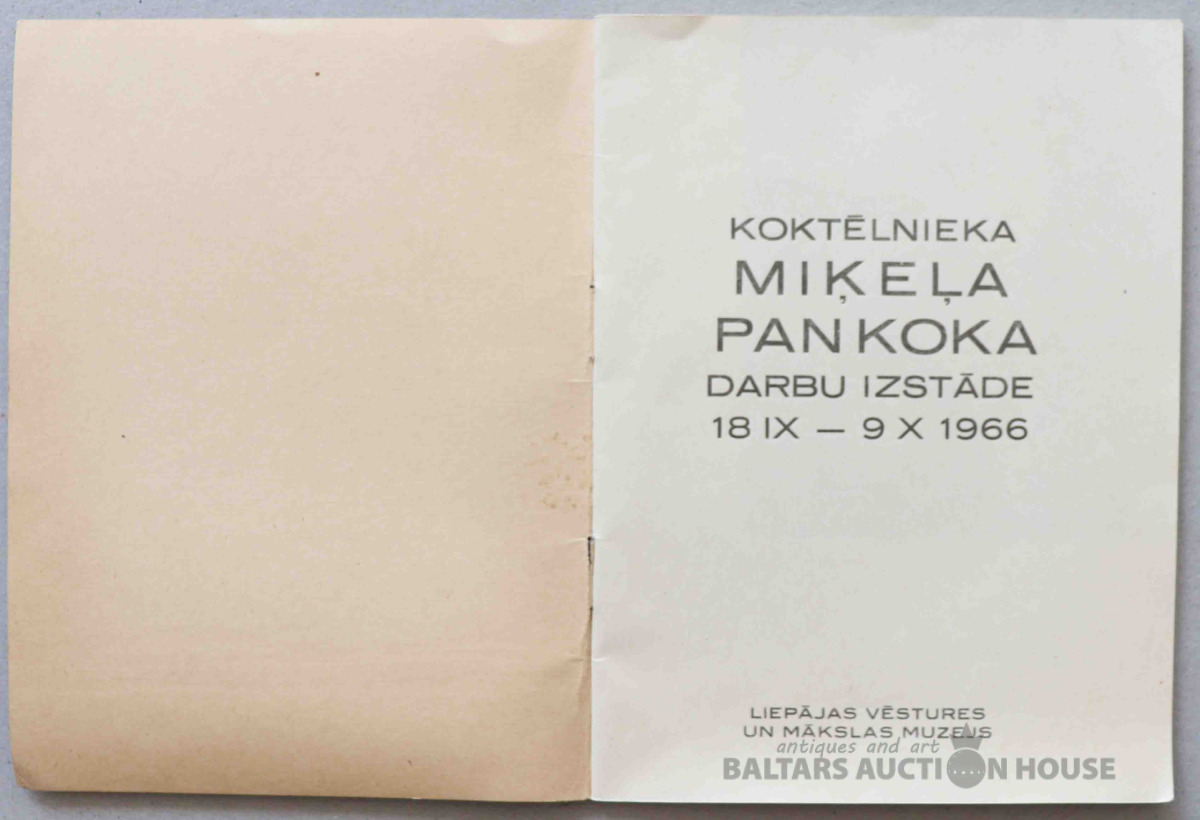 KOKTĒLNIEKA
MIĶEĻA
PANKOKA
DARBU IZSTĀDE
18 IX — 9 X 1966
LIEPĀJAS VĒSTURES
UN MĀKSLAS MUZEJS
antiques and art
BALTARS AUCTION HOUSE